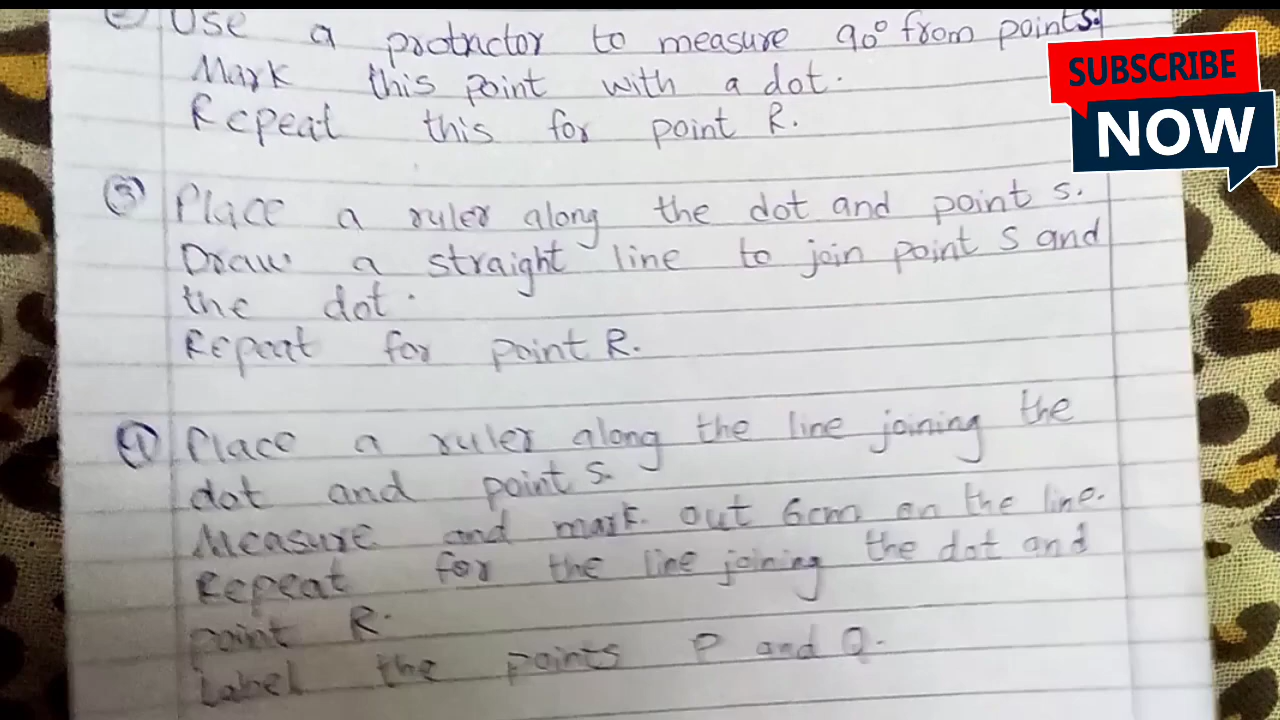 ② Use a protractor to measure 90° from point S.
Mark this point with a dot.
Repeat this for point R.
SUBSCRIBE
NOW
③ Place a ruler along the dot and point S.
Draw a straight line to join point S and
the dot.
Repeat for point R.
④ Place a ruler along the line joining the
dot and point S.
Measure and mark out 6cm on the line.
Repeat for the line joining the dot and
point R.
Label the points P and Q.